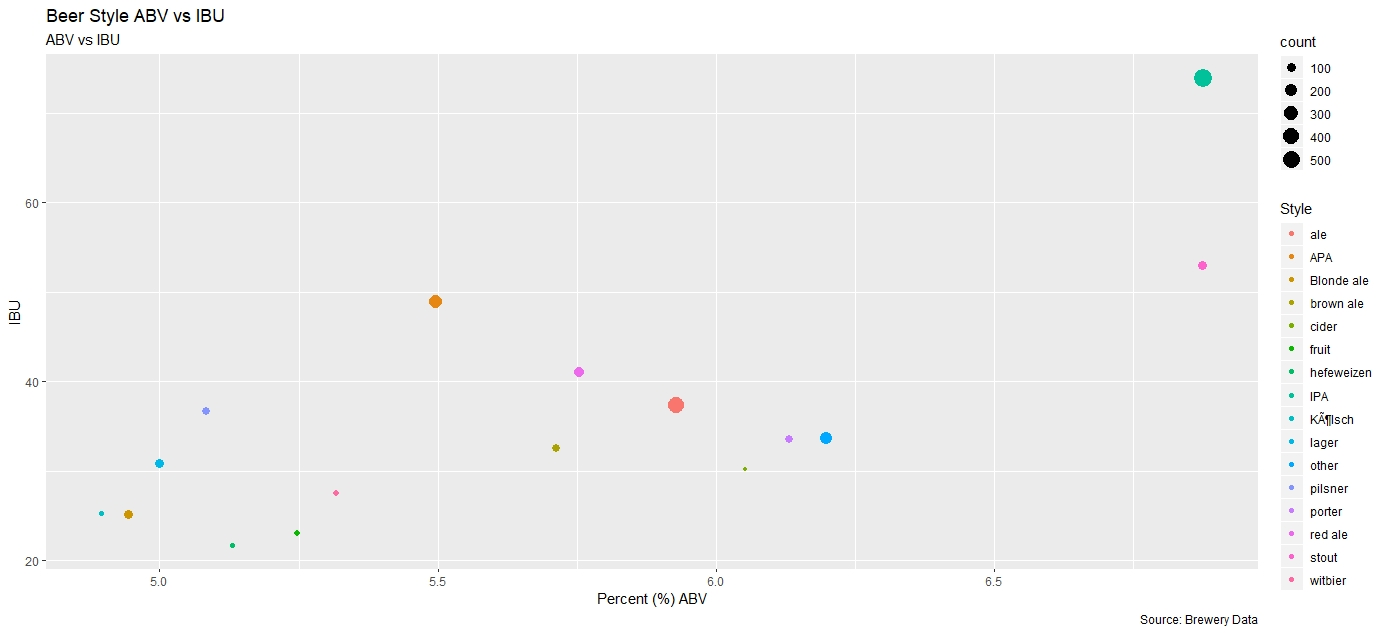 Beer Style ABV vs IBU
ABV vs IBU
IBU
60
40
20
5.0
5.5
6.0
6.5
Percent (%) ABV
Source: Brewery Data
count
100
200
300
400
500
Style
ale
APA
Blonde ale
brown ale
cider
fruit
hefeweizen
IPA
KÃ¶lsch
lager
other
pilsner
porter
red ale
stout
witbier